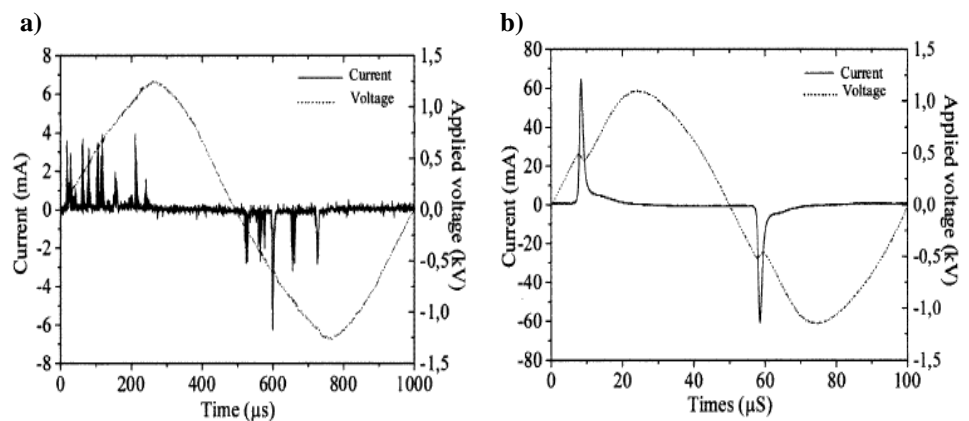 a)
8
6
4
2
0
-2
-4
-6
-8
Current (mA)
Current
Voltage
1,5
1,0
0,5
0,0
-0,5
-1,0
-1,5
Applied voltage (kV)
0 200 400 600 800 1000
Time (µs)
b)
80
60
40
20
0
-20
-40
-60
-80
Current (mA)
Current
Voltage
1,5
1,0
0,5
0,0
-0,5
-1,0
-1,5
Applied voltage (kV)
0 20 40 60 80 100
Times (µS)